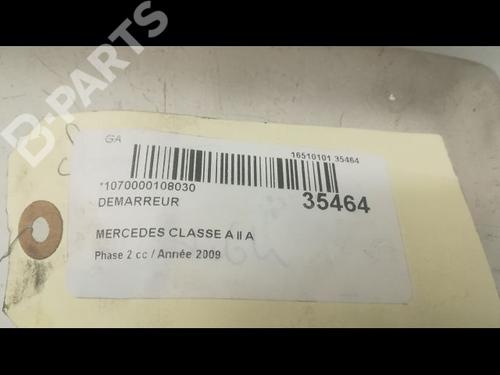 B-PARTS
GA
16510101 35464
*1070000108030
DEMARREUR
35464
MERCEDES CLASSE A II A
Phase 2 cc / Année 2009